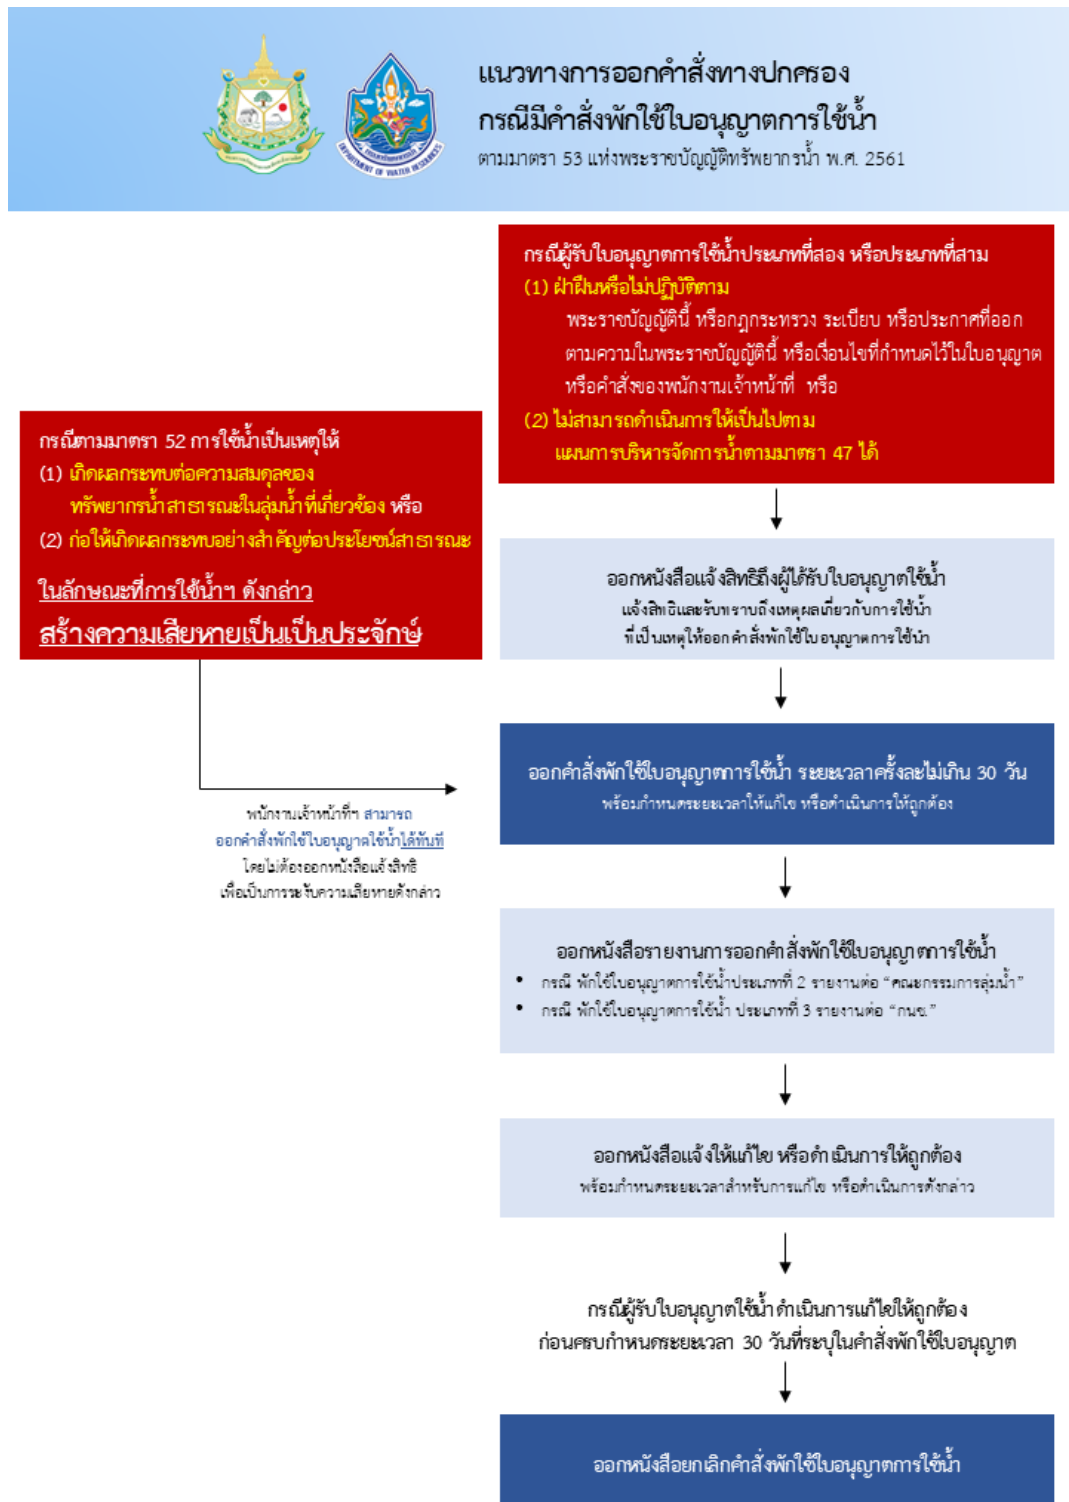 แนวทางการออกคำสั่งทางปกครอง
กรณีมีคำสั่งพักใช้ใบอนุญาตการใช้น้ำ
ตามมาตรา 53 แห่งพระราชบัญญัติทรัพยากรน้ำ พ.ศ. 2561
DEPARTMENT OF WATER RESOURCES
กรณีผู้รับใบอนุญาตการใช้น้ำประเภทที่สอง หรือประเภทที่สาม
(1) ฝ่าฝืนหรือไม่ปฏิบัติตาม
พระราชบัญญัตินี้ หรือกฎกระทรวง ระเบียบ หรือประกาศที่ออก
ตามความในพระราชบัญญัตินี้ หรือเงื่อนไขที่กำหนดไว้ในใบอนุญาต
หรือคำสั่งของพนักงานเจ้าหน้าที่ หรือ
(2) ไม่สามารถดำเนินการให้เป็นไปตาม
แผนการบริหารจัดการน้ำตามมาตรา 47 ได้
กรณีตามมาตรา 52 การใช้น้ำเป็นเหตุให้
(1) เกิดผลกระทบต่อความสมดุลของ
ทรัพยากรน้ำสาธารณะในลุ่มน้ำที่เกี่ยวข้อง หรือ
(2) ก่อให้เกิดผลกระทบอย่างสำคัญต่อประโยชน์สาธารณะ
ในลักษณะที่การใช้น้ำฯ ดังกล่าว
สร้างความเสียหายเป็นเป็นประจักษ์
ออกหนังสือแจ้งสิทธิถึงผู้ได้รับใบอนุญาตใช้น้ำ
แจ้งสิทธิและรับทราบถึงเหตุผลเกี่ยวกับการใช้น้ำ
ที่เป็นเหตุให้ออกคำสั่งพักใช้ใบอนุญาตการใช้นำ
ออกคำสั่งพักใช้ใบอนุญาตการใช้น้ำ ระยะเวลาครั้งละไม่เกิน 30 วัน
พร้อมกำหนดระยะเวลาให้แก้ไข หรือดำเนินการให้ถูกต้อง
พนักงานเจ้าหน้าที่ฯ สามารถ
ออกคำสั่งพักใช้ใบอนุญาตใช้น้ำได้ทันที
โดยไม่ต้องออกหนังสือแจ้งสิทธิ
เพื่อเป็นการระงับความเสียหายดังกล่าว
ออกหนังสือรายงานการออกคำสั่งพักใช้ใบอนุญาตการใช้น้ำ
• กรณี พักใช้ใบอนุญาตการใช้น้ำประเภทที่ 2 รายงานต่อ “คณะกรรมการลุ่มน้ำ”
• กรณี พักใช้ใบอนุญาตการใช้น้ำ ประเภทที่ 3 รายงานต่อ “กนช.”
ออกหนังสือแจ้งให้แก้ไข หรือดำเนินการให้ถูกต้อง
พร้อมกำหนดระยะเวลาสำหรับการแก้ไข หรือดำเนินการดังกล่าว
กรณีผู้รับใบอนุญาตใช้น้ำดำเนินการแก้ไขให้ถูกต้อง
ก่อนครบกำหนดระยะเวลา 30 วันที่ระบุในคำสั่งพักใช้ใบอนุญาต
ออกหนังสือยกเลิกคำสั่งพักใช้ใบอนุญาตการใช้น้ำ